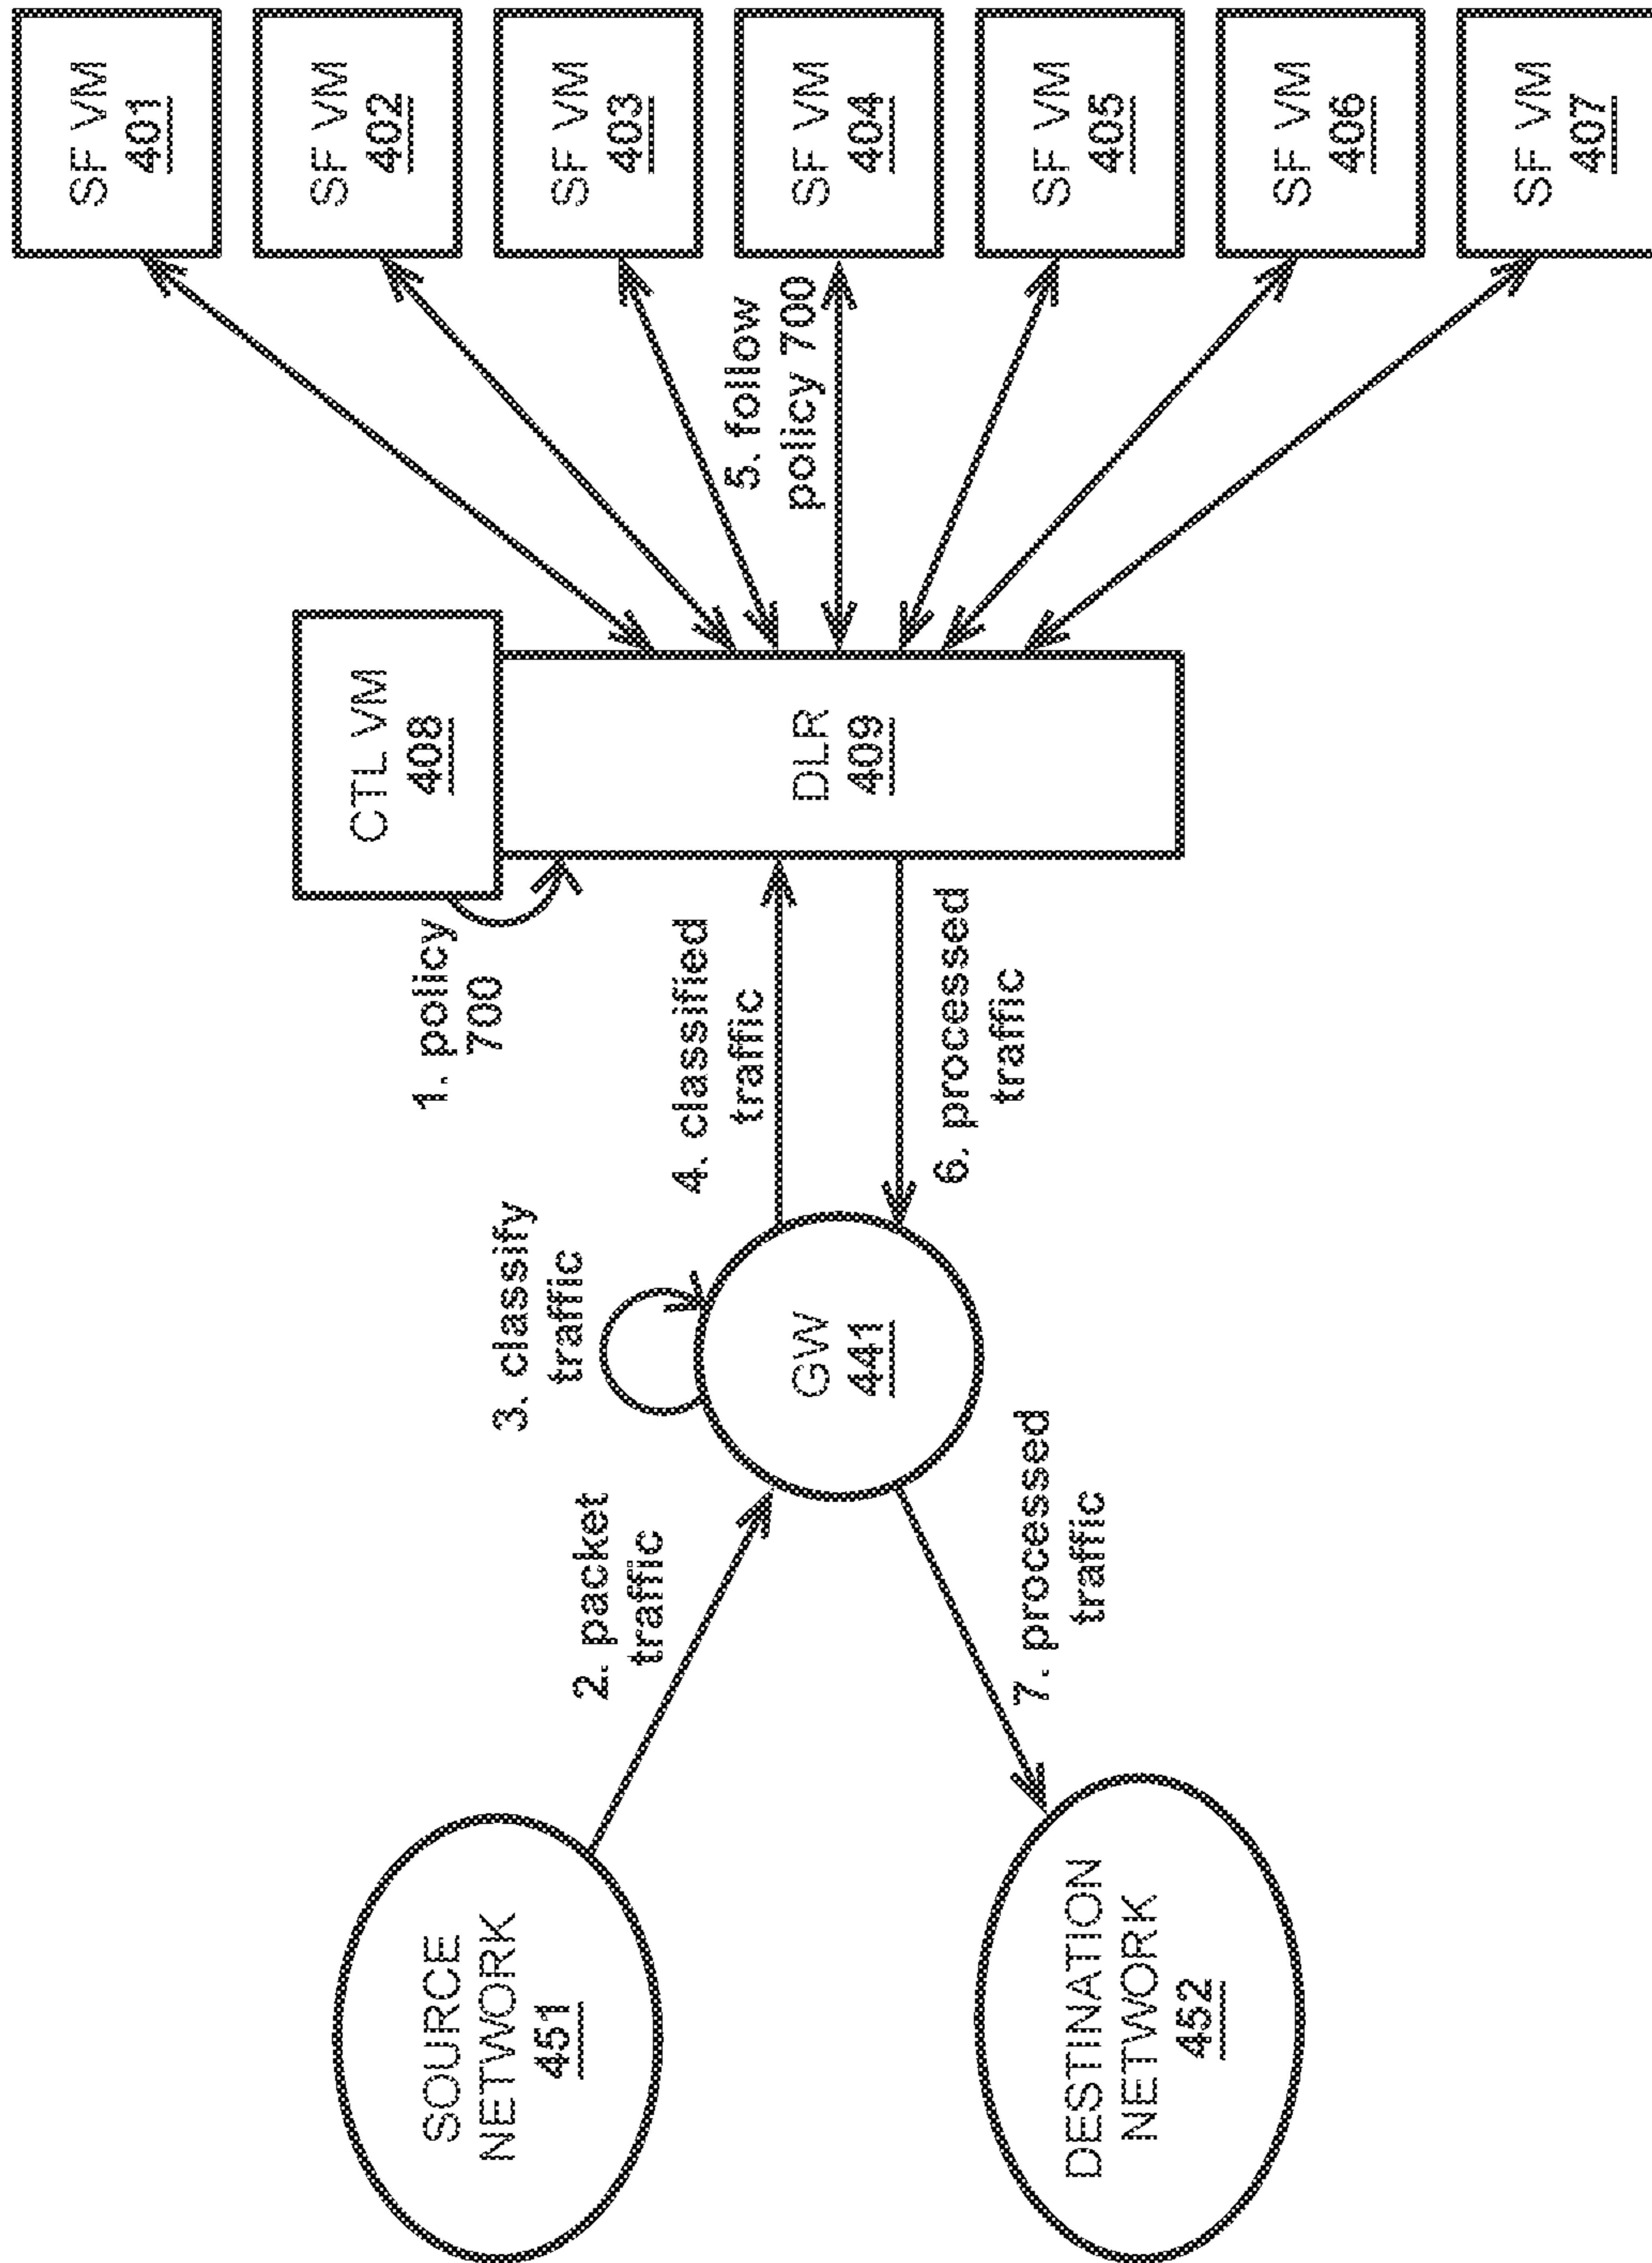 SF VM
401
SF VM
402
SF VM
403
SF VM
404
SF VM
405
SF VM
406
SF VM
407
CTL VM
408
DLR
409
1. policy
700
5. follow
policy 700
3. classify
traffic
4. classified
traffic
6. processed
traffic
GW
441
2. packet
traffic
7. processed
traffic
SOURCE
NETWORK
451
DESTINATION
NETWORK
452